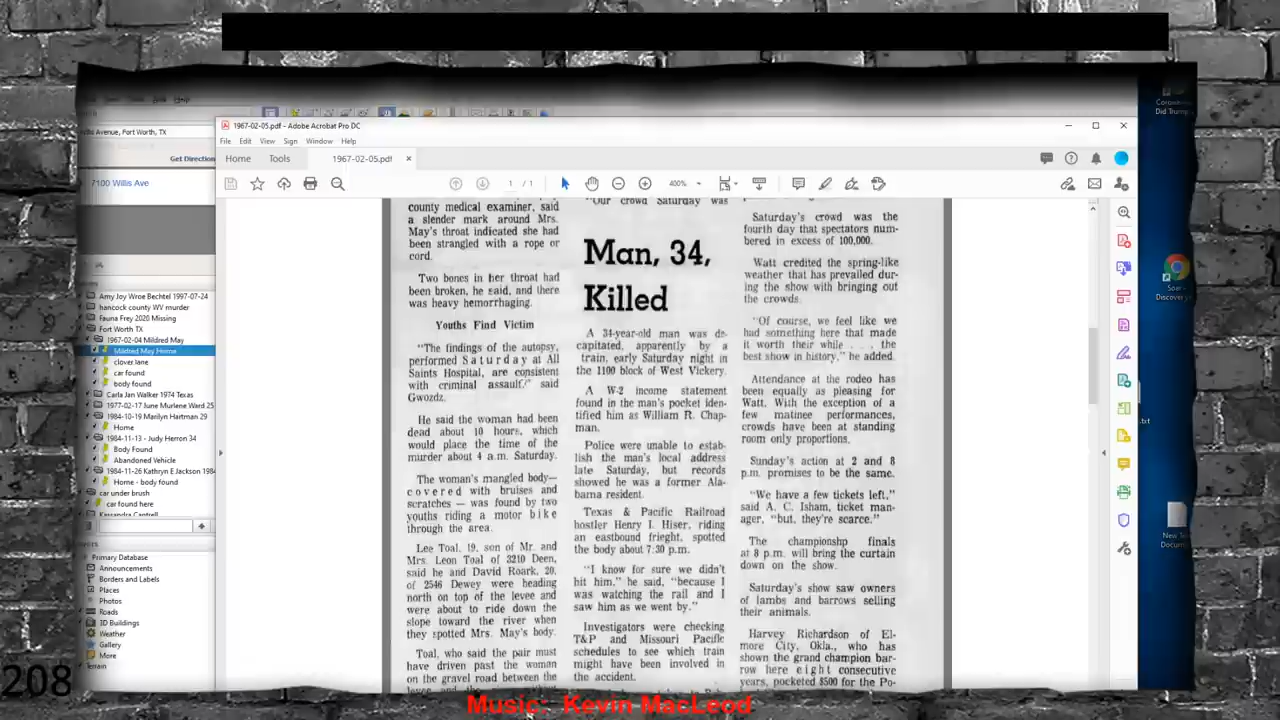 Help
llis Avenue, Fort Worth, TX
Get Direction
7100 Willis Ave
Amy Joy Wroe Bechtel 1997-07-24
hancock county WV murder
Fauna Frey 2020 Missing
Fort Worth TX
1967-02-04 Mildred May
Mildred May Home
clover lane
car found
body found
Carla Jan Walker 1974 Texas
1977-02-17 June Murlene Ward 25
1984-10-19 Marilyn Hartman 29
Home
1984-11-13 - Judy Herron 34
Body Found
Abandoned Vehicle
1984-11-26 Kathryn E Jackson 1984
Home - body found
car under brush
car found here
Kassandra Cantrell
ayers
Primary Database
Announcements
Borders and Labels
Places
Photos
Roads
3D Buildings
Weather
Gallery
More
Terrain
1967-02-05.pdf - Adobe Acrobat Pro DC
File Edit View Sign Window Help
Home Tools 1967-02-05.pdf
1 / 1 400%
county medical examiner, said
a slender mark around Mrs.
May's throat indicated she had
been strangled with a rope or
cord.
Two bones in her throat had
been broken, he said, and there
was heavy hemorrhaging.
Youths Find Victim
"The findings of the autopsy,
performed Saturday at All
Saints Hospital, are consistent
with criminal assault," said
Gwozdz.
He said the woman had been
dead about 10 hours, which
would place the time of the
murder about 4 a.m. Saturday.
The woman's mangled body—
covered with bruises and
scratches — was found by two
youths riding a motor bike
through the area.
Lee Toal, 19, son of Mr. and
Mrs. Leon Toal of 3210 Deen,
said he and David Roark, 20,
of 2546 Dewey were heading
north on top of the levee and
were about to ride down the
slope toward the river when
they spotted Mrs. May's body.
Toal, who said the pair must
have driven past the woman
on the gravel road between the
"Our crowd Saturday was
Man, 34,
Killed
A 34-year-old man was de-
capitated, apparently by a
train, early Saturday night in
the 1100 block of West Vickery.
A W-2 income statement
found in the man's pocket iden-
tified him as William R. Chap-
man.
Police were unable to estab-
lish the man's local address
late Saturday, but records
showed he was a former Ala-
bama resident.
Texas & Pacific Railroad
hostler Henry I. Hiser, riding
an eastbound frieght, spotted
the body about 7:30 p.m.
"I know for sure we didn't
hit him," he said, "because I
was watching the rail and I
saw him as we went by."
Investigators were checking
T&P and Missouri Pacific
schedules to see which train
might have been involved in
the accident.
Saturday's crowd was the
fourth day that spectators num-
bered in excess of 100,000.
Watt credited the spring-like
weather that has prevailed dur-
ing the show with bringing out
the crowds.
"Of course, we feel like we
had something here that made
it worth their while . . . the
best show in history," he added.
Attendance at the rodeo has
been equally as pleasing for
Watt. With the exception of a
few matinee performances,
crowds have been at standing
room only proportions.
Sunday's action at 2 and 8
p.m. promises to be the same.
"We have a few tickets left,"
said A. C. Isham, ticket man-
ager, "but, they're scarce."
The championshp finals
at 8 p.m. will bring the curtain
down on the show.
Saturday's show saw owners
of lambs and barrows selling
their animals.
Harvey Richardson of El-
more City, Okla., who has
shown the grand champion bar-
row here eight consecutive
years, pocketed $500 for the Po-
Did Trump
Discovery
.txt
New Te
Docum
208
Music: Kevin MacLeod